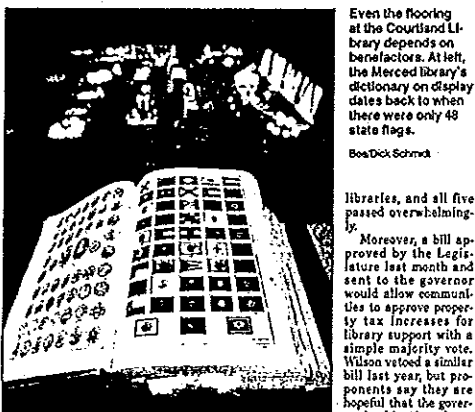 Even the flooring
at the Courtland Li-
brary depends on
benefactors. At left,
the Merced library's
dictionary on display
dates back to when
there were only 48
state flags.
Bee/Dick Schmidt
libraries, and all five
passed overwhelming-
ly.
Moreover, a bill ap-
proved by the Legis-
lature last month and
sent to the governor
would allow communi-
ties to approve proper-
ty tax increases for
library support with a
simple majority vote.
Wilson vetoed a similar
bill last year, but pro-
ponents say they are
hopeful that the gover-